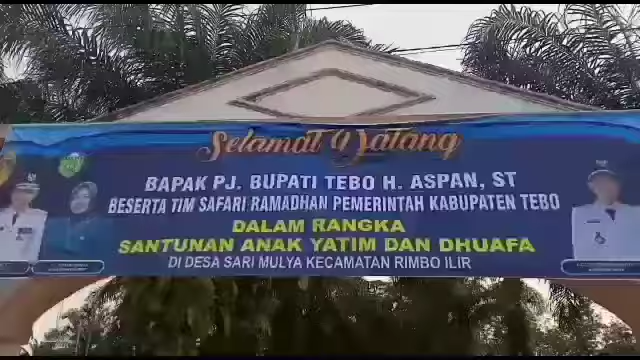 Selamat Datang
BAPAK PJ. BUPATI TEBO H. ASPAN, ST
BESERTA TIM SAFARI RAMADHAN PEMERINTAH KABUPATEN TEBO
DALAM RANGKA
SANTUNAN ANAK YATIM DAN DHUAFA
DI DESA SARI MULYA KECAMATAN RIMBO ILIR